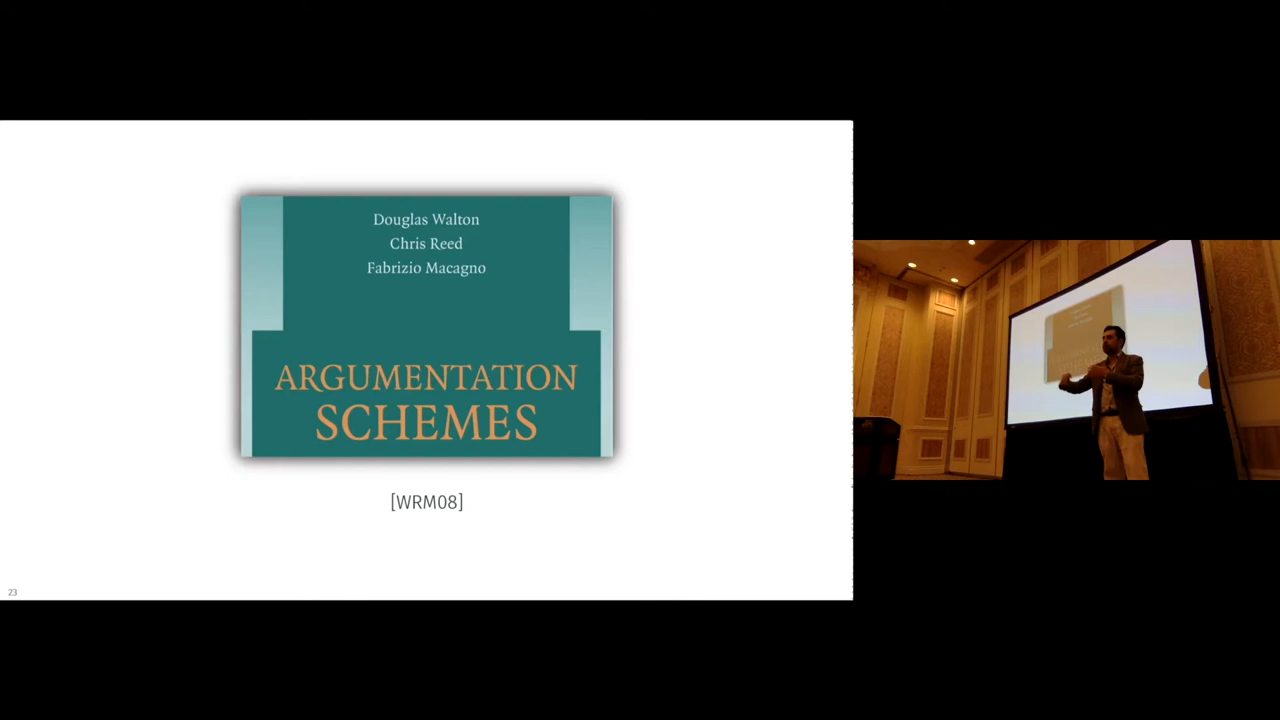 Douglas Walton
Chris Reed
Fabrizio Macagno
ARGUMENTATION
SCHEMES
[WRM08]
23